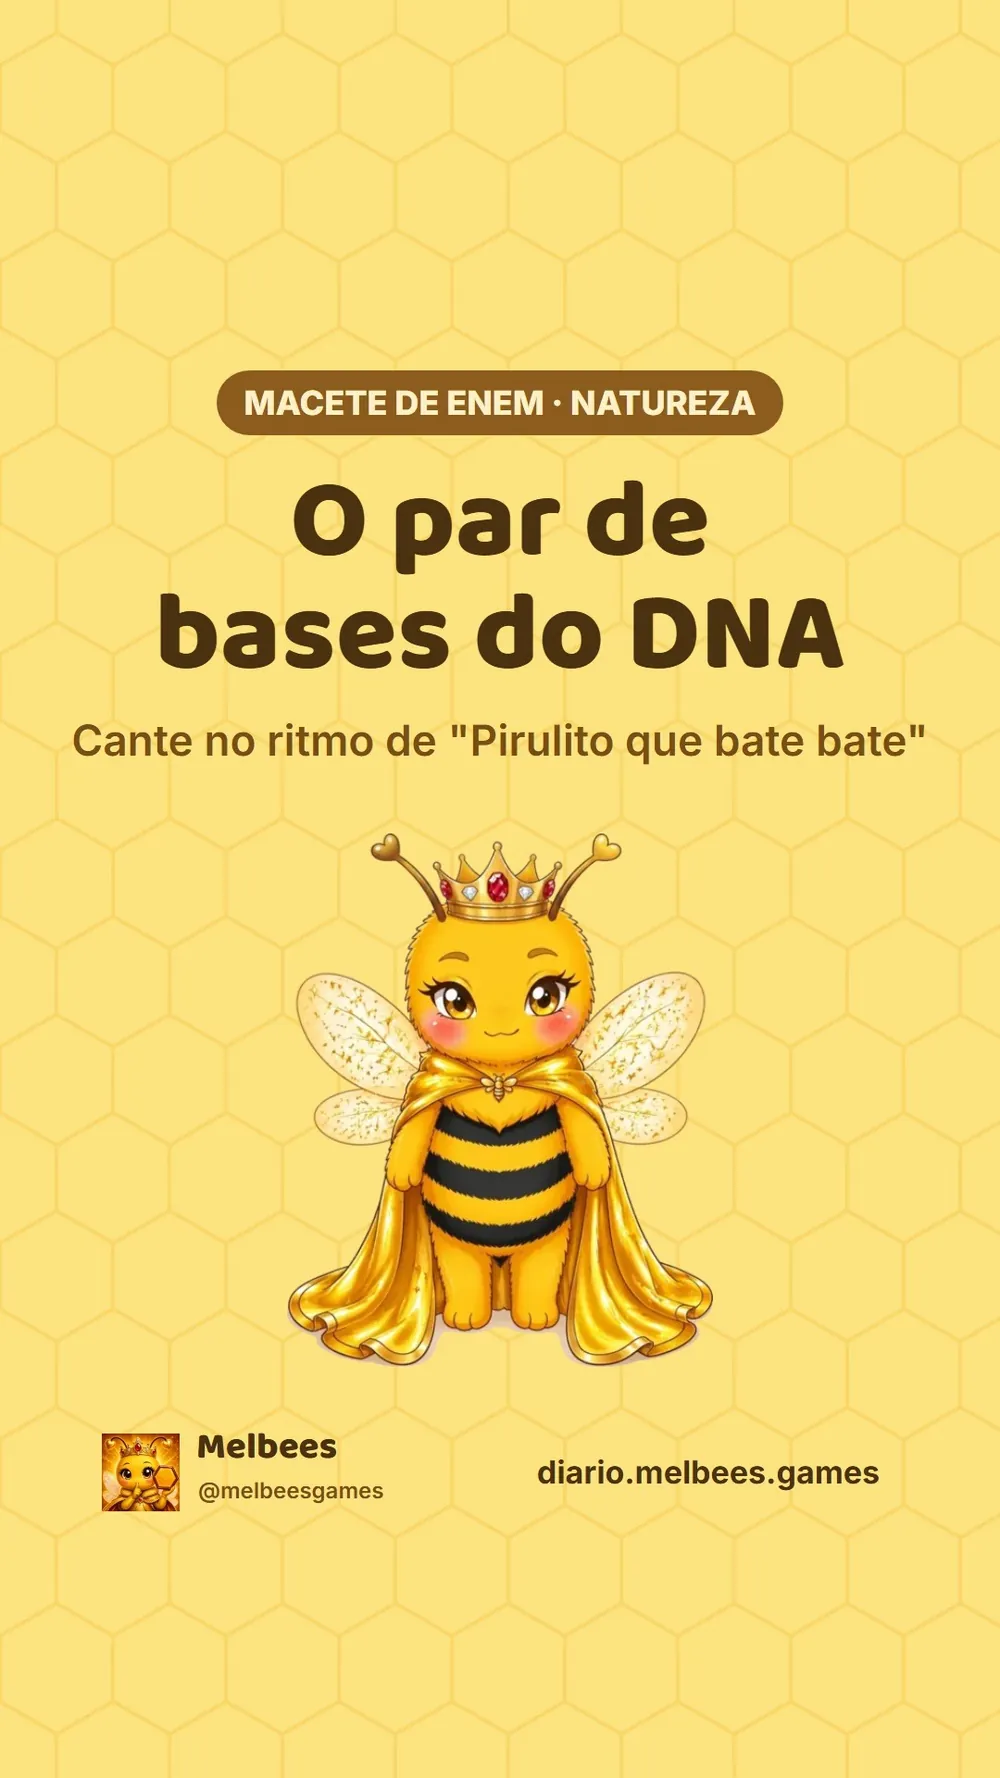 MACETE DE ENEM · NATUREZA
O par de
bases do DNA
Cante no ritmo de "Pirulito que bate bate"
Melbees
@melbeesgames
diario.melbees.games